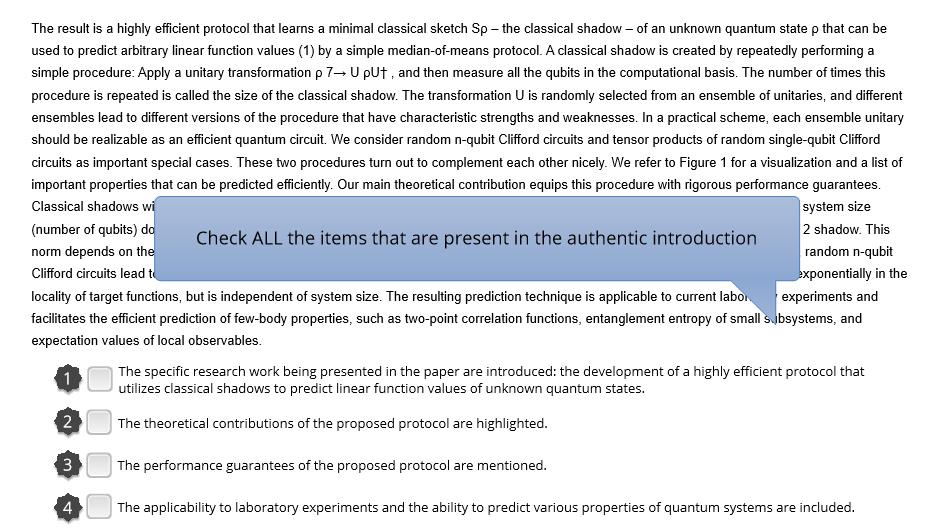 The result is a highly efficient protocol that learns a minimal classical sketch Sρ – the classical shadow – of an unknown quantum state ρ that can be
used to predict arbitrary linear function values (1) by a simple median-of-means protocol. A classical shadow is created by repeatedly performing a
simple procedure: Apply a unitary transformation ρ 7→ U ρU† , and then measure all the qubits in the computational basis. The number of times this
procedure is repeated is called the size of the classical shadow. The transformation U is randomly selected from an ensemble of unitaries, and different
ensembles lead to different versions of the procedure that have characteristic strengths and weaknesses. In a practical scheme, each ensemble unitary
should be realizable as an efficient quantum circuit. We consider random n-qubit Clifford circuits and tensor products of random single-qubit Clifford
circuits as important special cases. These two procedures turn out to complement each other nicely. We refer to Figure 1 for a visualization and a list of
important properties that can be predicted efficiently. Our main theoretical contribution equips this procedure with rigorous performance guarantees.
Classical shadows system size
(number of qubits) 2 shadow. This
norm depends on the random n-qubit
Clifford circuits lead exponentially in the
Check ALL the items that are present in the authentic introduction
locality of target functions, but is independent of system size. The resulting prediction technique is applicable to current experiments and
facilitates the efficient prediction of few-body properties, such as two-point correlation functions, entanglement entropy of small subsystems, and
expectation values of local observables.
1 The specific research work being presented in the paper are introduced: the development of a highly efficient protocol that
utilizes classical shadows to predict linear function values of unknown quantum states.
2 The theoretical contributions of the proposed protocol are highlighted.
3 The performance guarantees of the proposed protocol are mentioned.
4 The applicability to laboratory experiments and the ability to predict various properties of quantum systems are included.